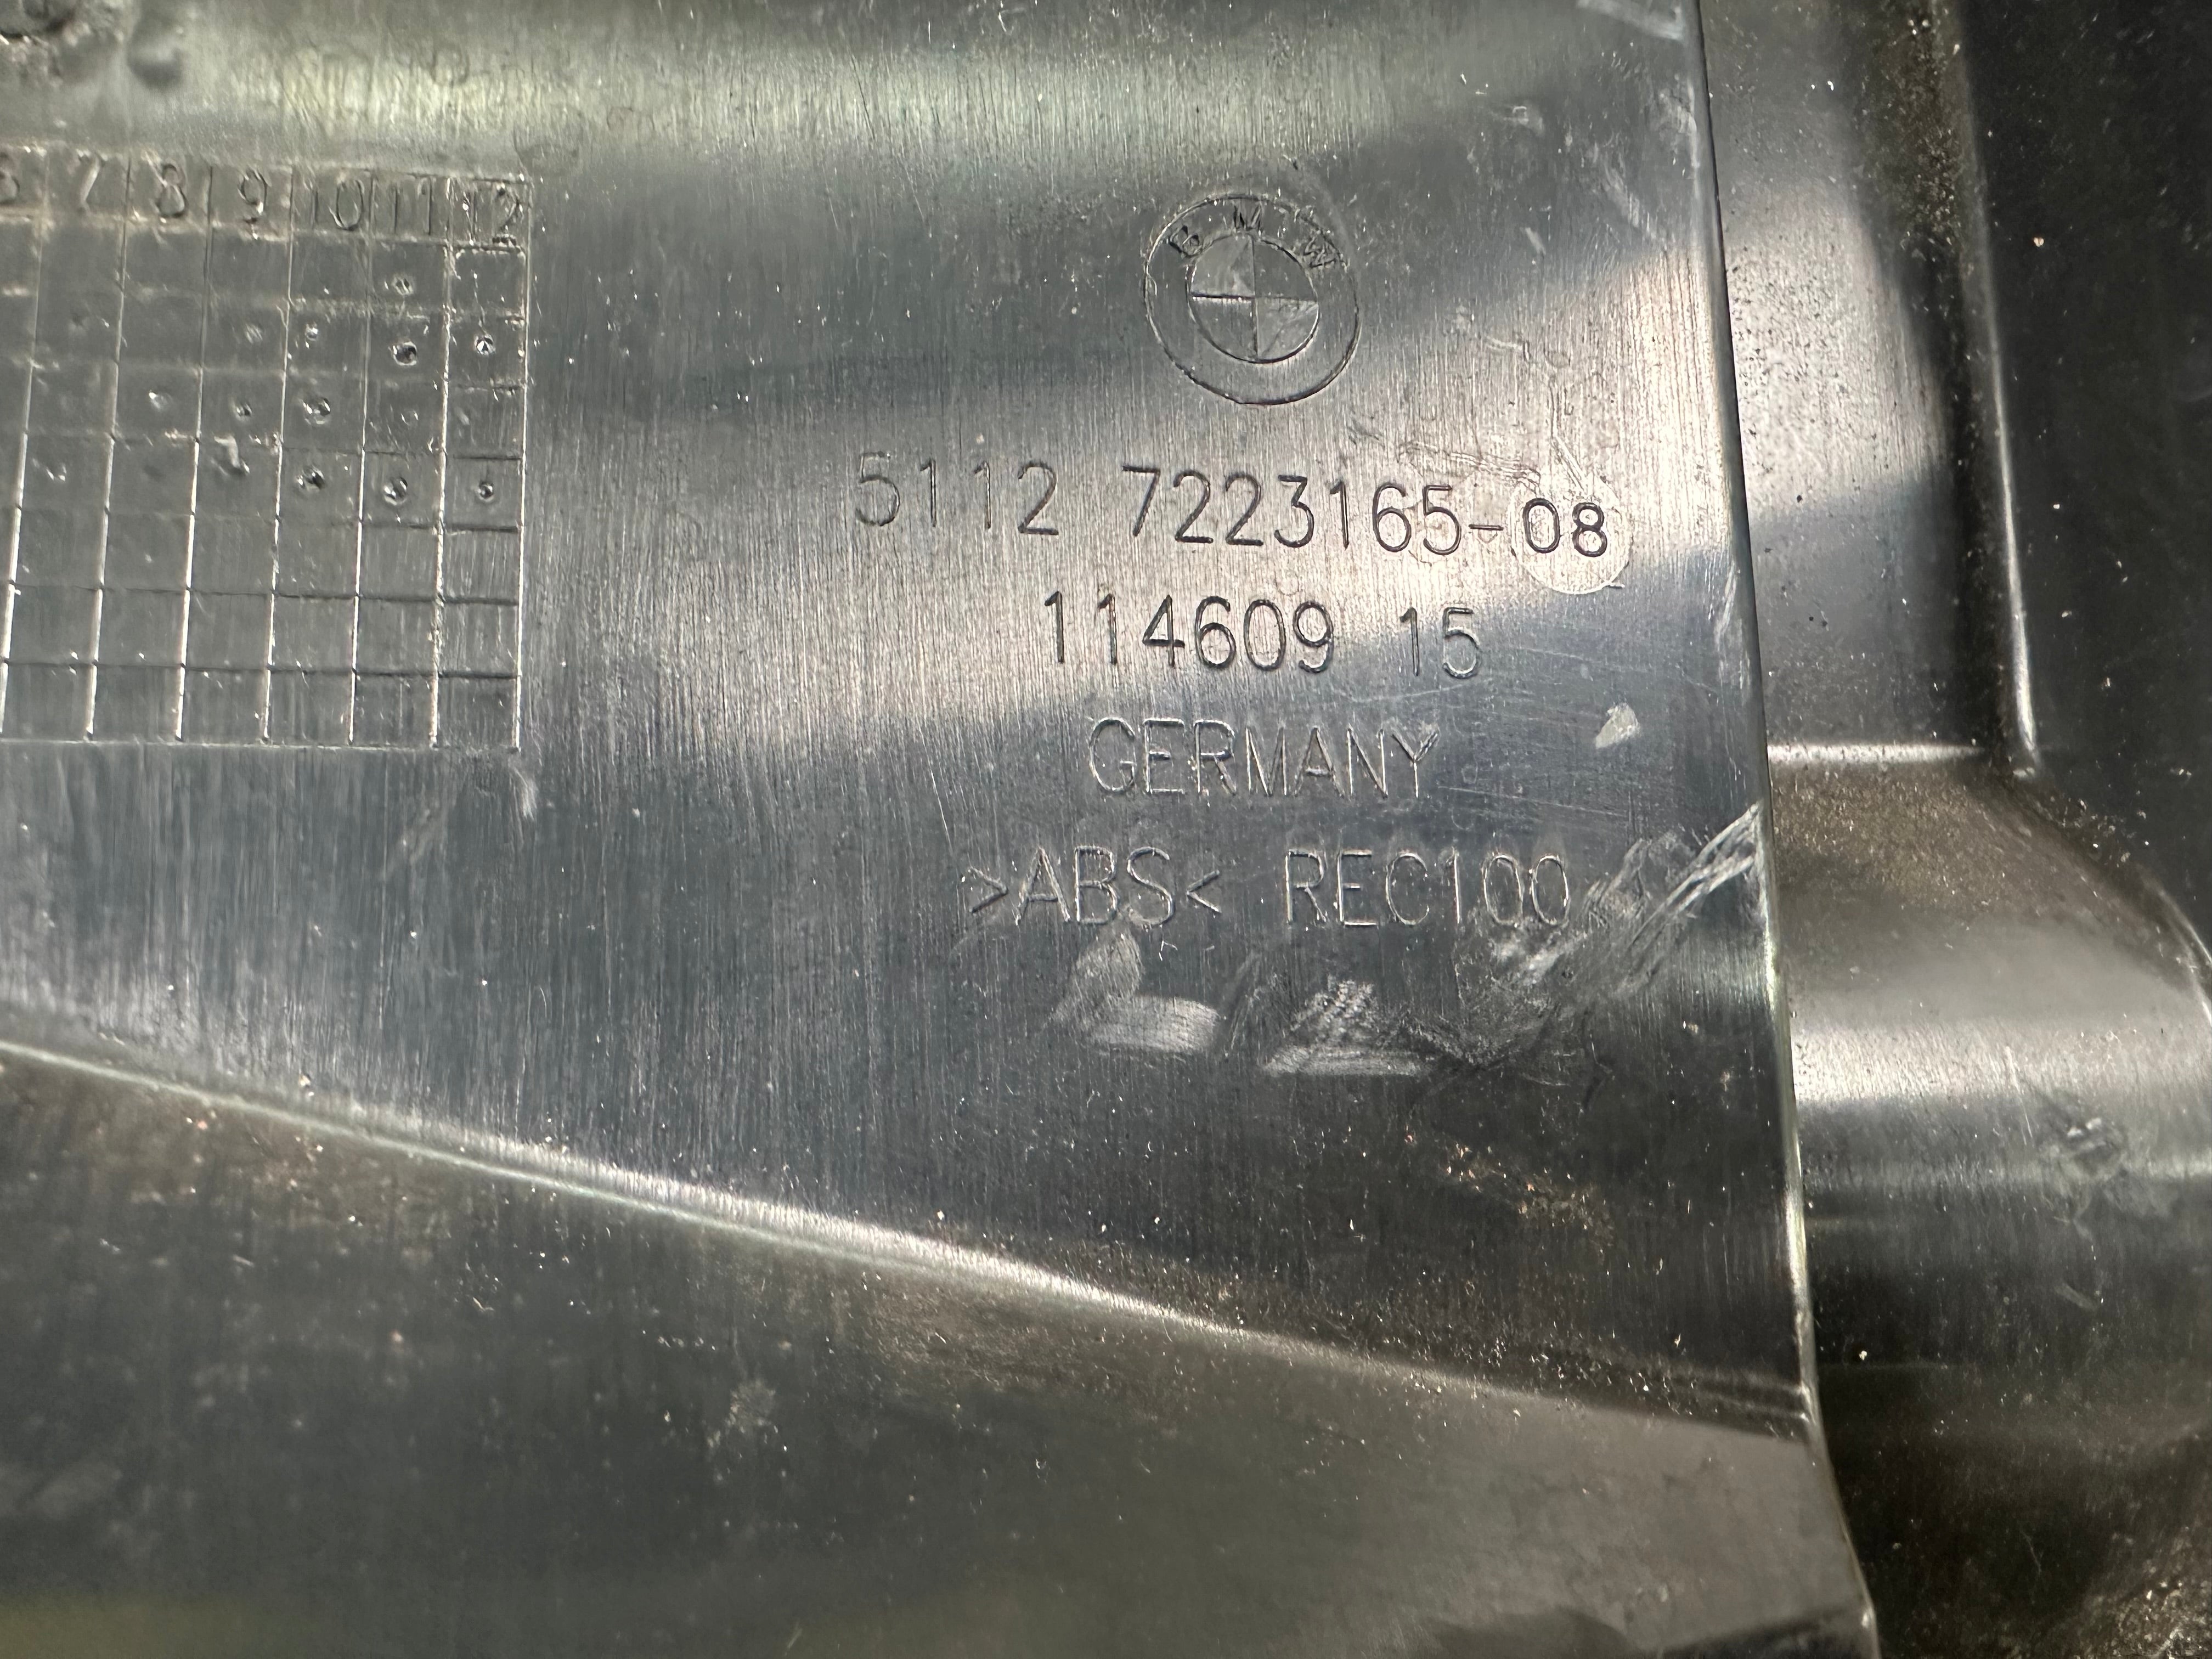 7 8 9 10 11 12
BMW
5112 7223165-08
114609 15
GERMANY
>ABS< REC100